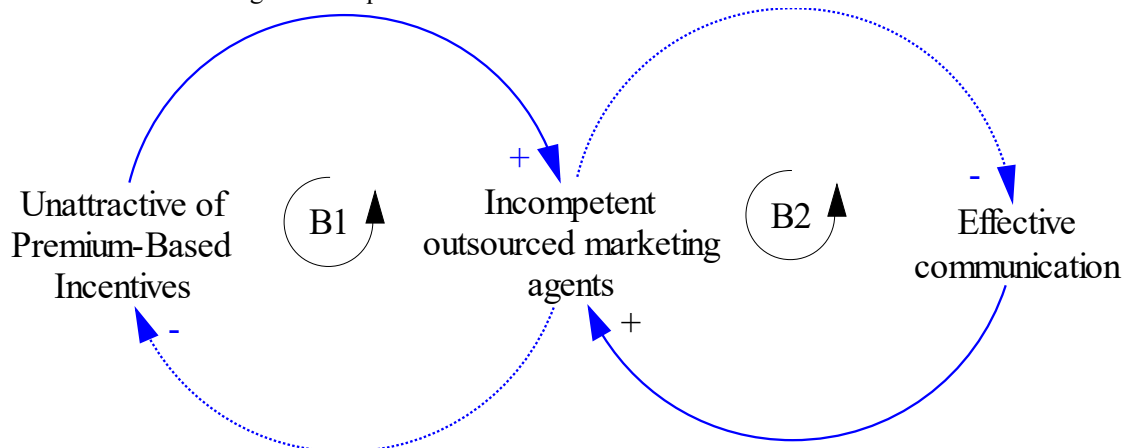 +
-
Unattractive of
Premium-Based
Incentives
B1
Incompetent
outsourced marketing
agents
B2
Effective
communication
-
+